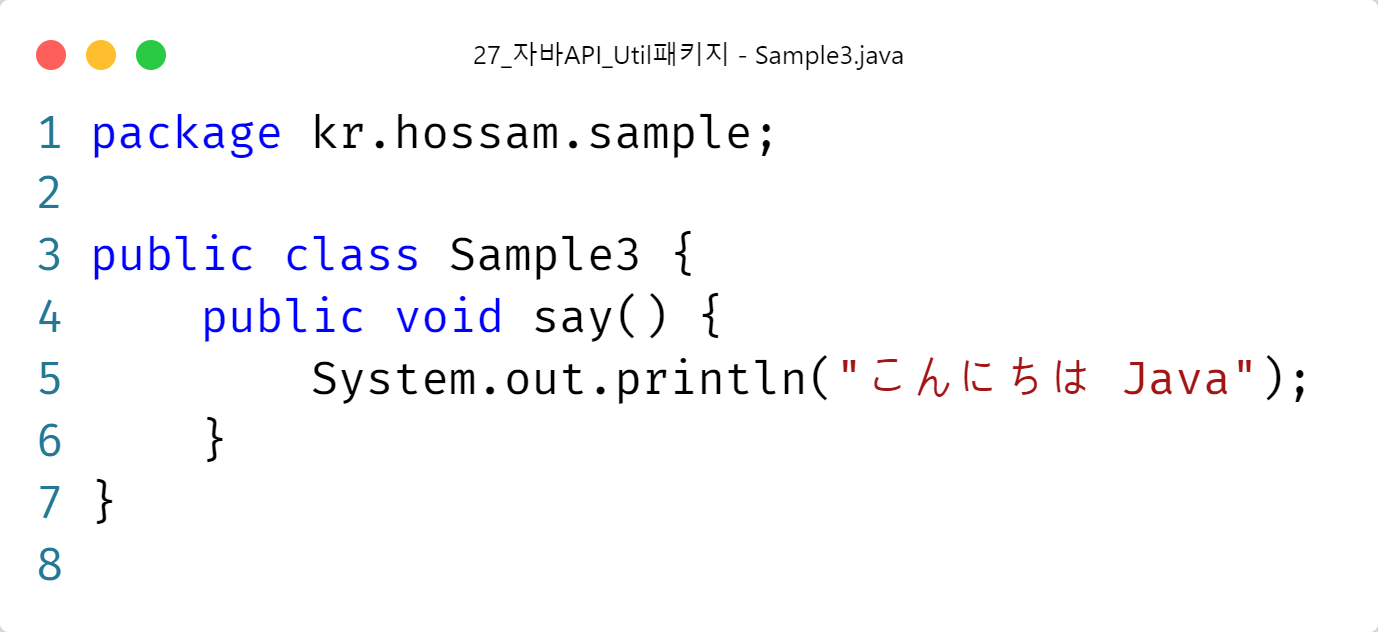 27_자바API_Util패키지 - Sample3.java
1 package kr.hossam.sample;
2
3 public class Sample3 {
4     public void say() {
5         System.out.println("こんにちは Java");
6     }
7 }
8